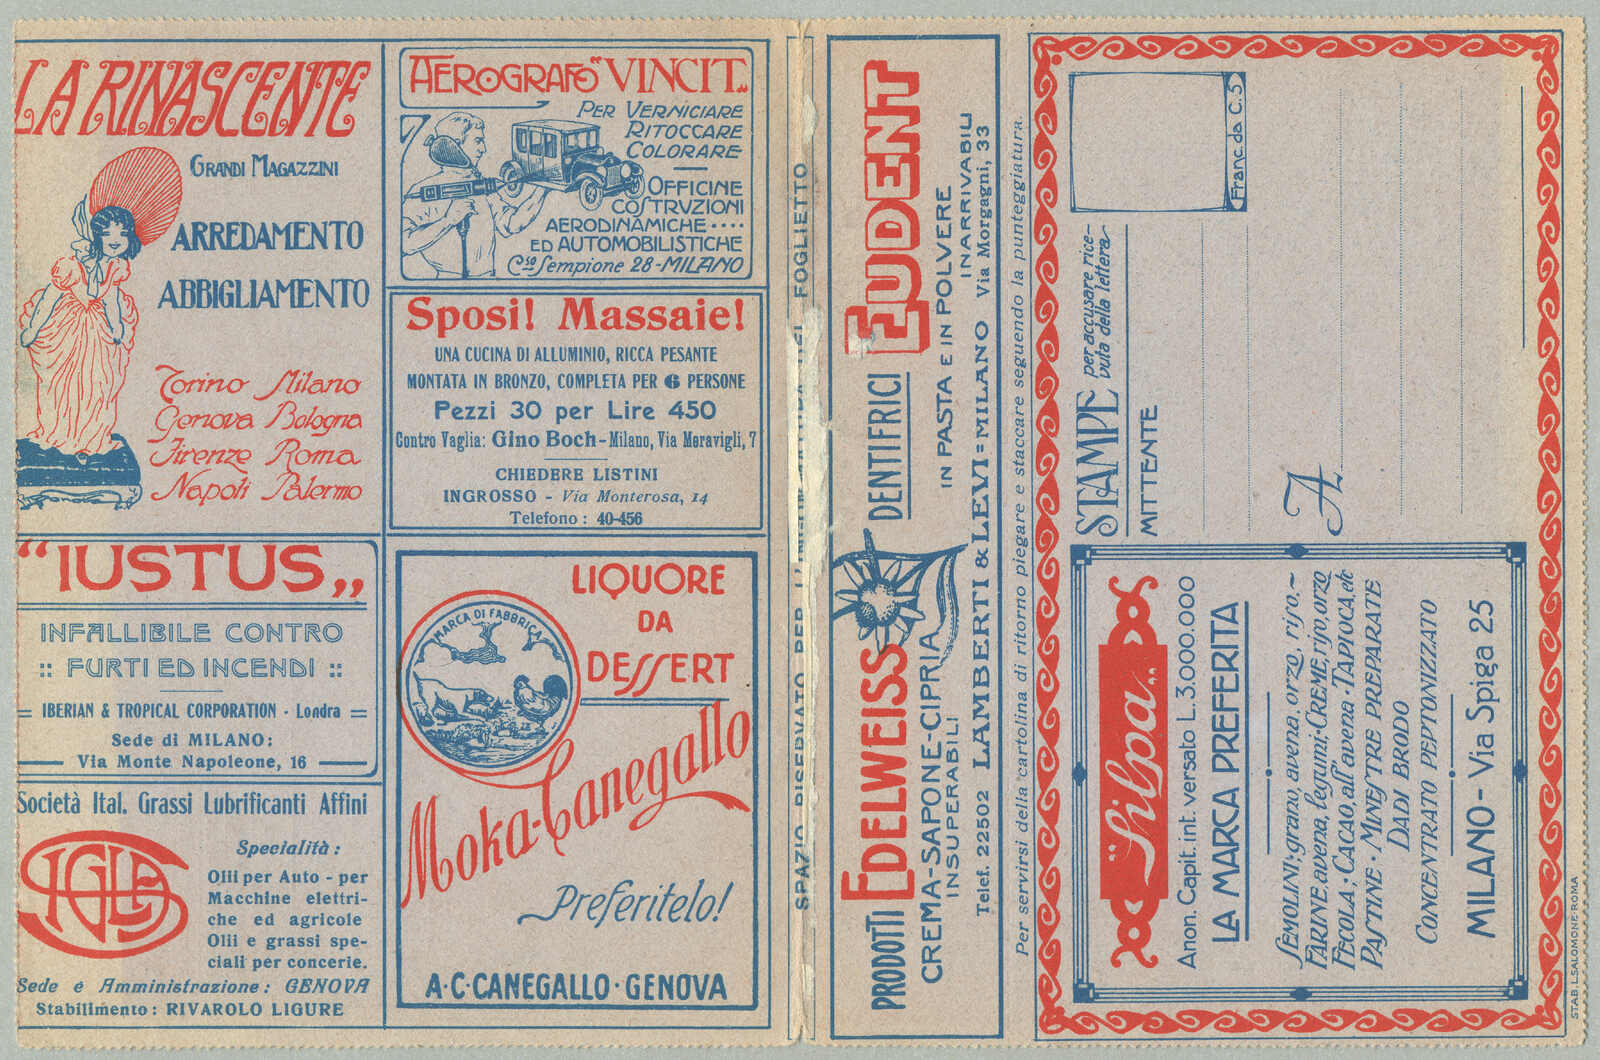 LA RINASCENTE
GRANDI MAGAZZINI
ARREDAMENTO
ABBIGLIAMENTO
Torino Milano
Genova Bologna
Firenze Roma
Napoli Palermo
"IUSTUS„
INFALLIBILE CONTRO
:: FURTI ED INCENDI ::
IBERIAN & TROPICAL CORPORATION - Londra
Sede di MILANO:
Via Monte Napoleone, 16
Società Ital. Grassi Lubrificanti Affini
SIGLA
Specialità:
Olii per Auto - per
Macchine elettri-
che ed agricole
Olii e grassi spe-
ciali per concerie.
Sede e Amministrazione: GENOVA
Stabilimento: RIVAROLO LIGURE
AEROGRAFO "VINCIT„
PER VERNICIARE
RITOCCARE
COLORARE
OFFICINE
COSTRVZIONI
AERODINAMICHE ····
ED AUTOMOBILISTICHE
Cso Sempione 28-MILANO
Sposi! Massaie!
UNA CUCINA DI ALLUMINIO, RICCA PESANTE
MONTATA IN BRONZO, COMPLETA PER 6 PERSONE
Pezzi 30 per Lire 450
Contro Vaglia: Gino Boch - Milano, Via Meravigli, 7
CHIEDERE LISTINI
INGROSSO - Via Monterosa, 14
Telefono: 40-456
MARCA DI FABBRICA
LIQUORE
DA
DESSERT
Moka-Canegallo
Preferitelo!
A·C·CANEGALLO·GENOVA
SPAZIO RISERVATO PER
FOGLIETTO
PRODOTTI EDELWEISS DENTIFRICI EUDENT
CREMA-SAPONE-CIPRIA
INSUPERABILI
IN PASTA E IN POLVERE
INARRIVABILI
Telef. 22502 LAMBERTI & LEVI=MILANO Via Morgagni, 33
Per servirsi della cartolina di ritorno piegare e staccare seguendo la punteggiatura.
"Silpa„
Anon. Capit. int. versato L. 3.000.000
LA MARCA PREFERITA
SEMOLINI; grano, avena, orzo, riso.~
FARINE avena, legumi·CREME, riso, orzo
FECOLA; CACAO, all'avena·TAPIOCA, etc
PASTINE·MINESTRE PREPARATE
DADI BRODO
CONCENTRATO PEPTONIZZATO
MILANO-Via Spiga 25
STAMPE per accusare rice-
vuta della lettera
MITTENTE
A
Franc. da C. 5
STAB. L. SALOMONE. ROMA